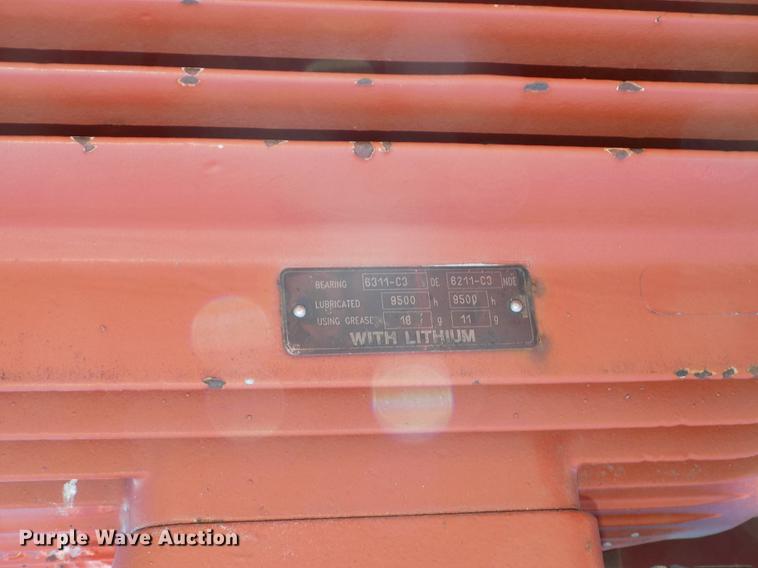 BEARING 6311-C3 DE 6211-C3 NDE
LUBRICATED 9500 h 9500 h
USING GREASE 18 g 11 g
WITH LITHIUM
Purple Wave Auction